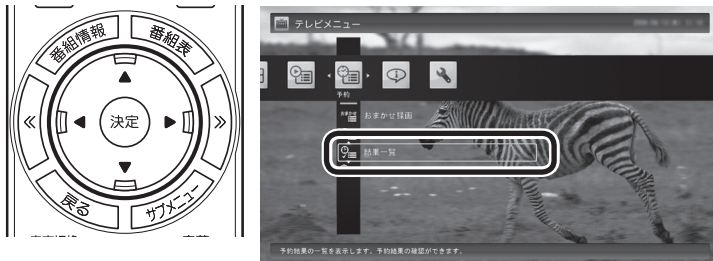 番組情報
番組表
決定
戻る
サブメニュー
テレビメニュー
予約
おまかせ録画
結果一覧
予約結果の一覧を表示します。予約結果の確認ができます。